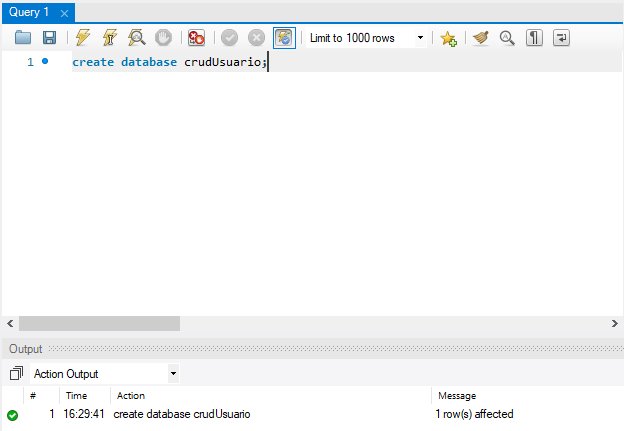 Query 1
Limit to 1000 rows
1 create database crudUsuario;
Output
Action Output
# Time Action Message
1 16:29:41 create database crudUsuario 1 row(s) affected